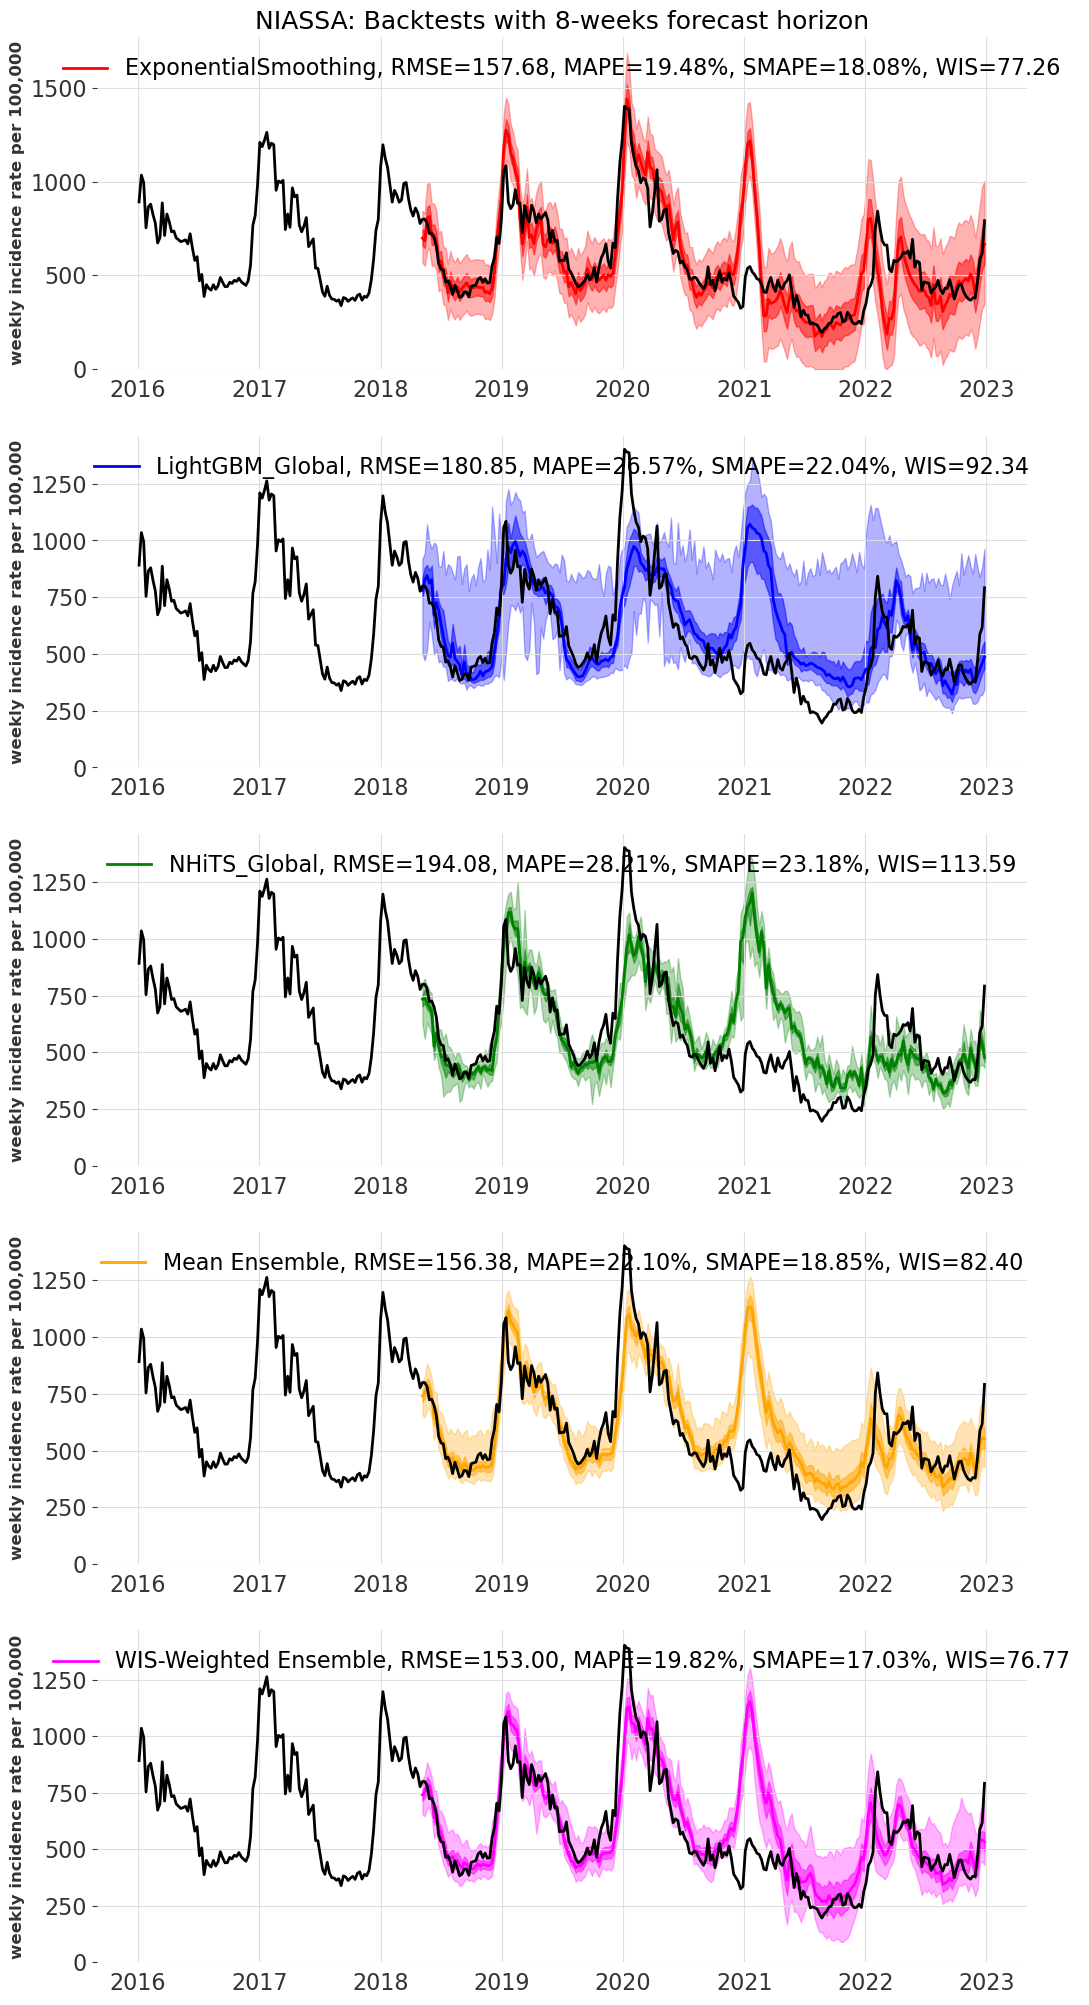 NIASSA: Backtests with 8-weeks forecast horizon
weekly incidence rate per 100,000
ExponentialSmoothing, RMSE=157.68, MAPE=19.48%, SMAPE=18.08%, WIS=77.26
1500
1000
500
0
2016 2017 2018 2019 2020 2021 2022 2023
weekly incidence rate per 100,000
LightGBM_Global, RMSE=180.85, MAPE=26.57%, SMAPE=22.04%, WIS=92.34
1250
1000
750
500
250
0
2016 2017 2018 2019 2020 2021 2022 2023
weekly incidence rate per 100,000
NHiTS_Global, RMSE=194.08, MAPE=28.21%, SMAPE=23.18%, WIS=113.59
1250
1000
750
500
250
0
2016 2017 2018 2019 2020 2021 2022 2023
weekly incidence rate per 100,000
Mean Ensemble, RMSE=156.38, MAPE=22.10%, SMAPE=18.85%, WIS=82.40
1250
1000
750
500
250
0
2016 2017 2018 2019 2020 2021 2022 2023
weekly incidence rate per 100,000
WIS-Weighted Ensemble, RMSE=153.00, MAPE=19.82%, SMAPE=17.03%, WIS=76.77
1250
1000
750
500
250
0
2016 2017 2018 2019 2020 2021 2022 2023